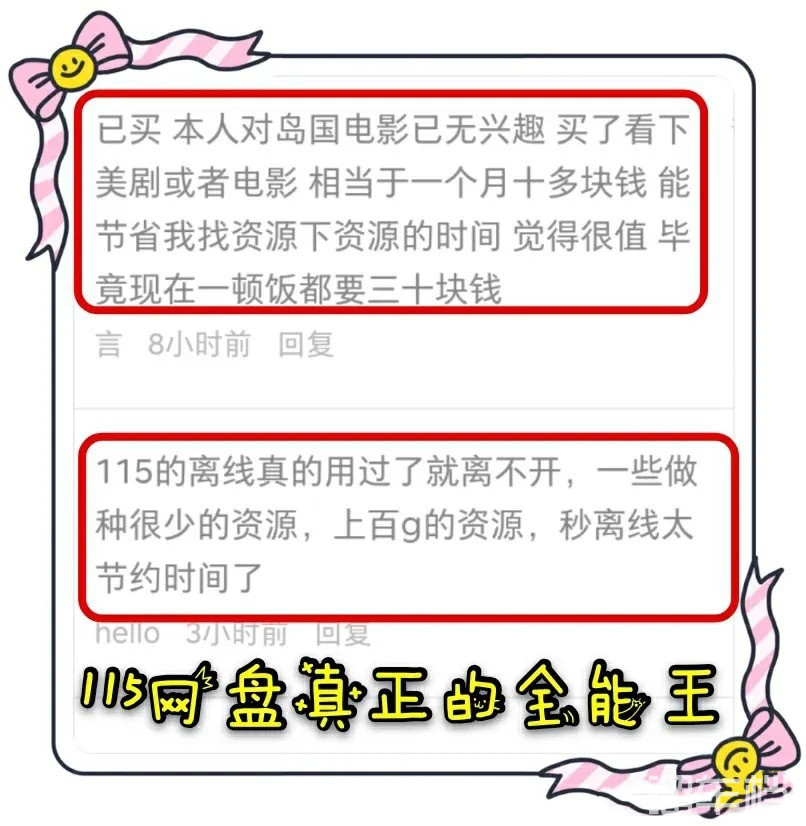 已买 本人对岛国电影已无兴趣 买了看下
美剧或者电影 相当于一个月十多块钱 能
节省我找资源下资源的时间 觉得很值 毕
竟现在一顿饭都要三十块钱
言 8小时前 回复
115的离线真的用过了就离不开，一些做
种很少的资源，上百g的资源，秒离线太
节约时间了
hello 3小时前 回复
115网盘真正的全能王